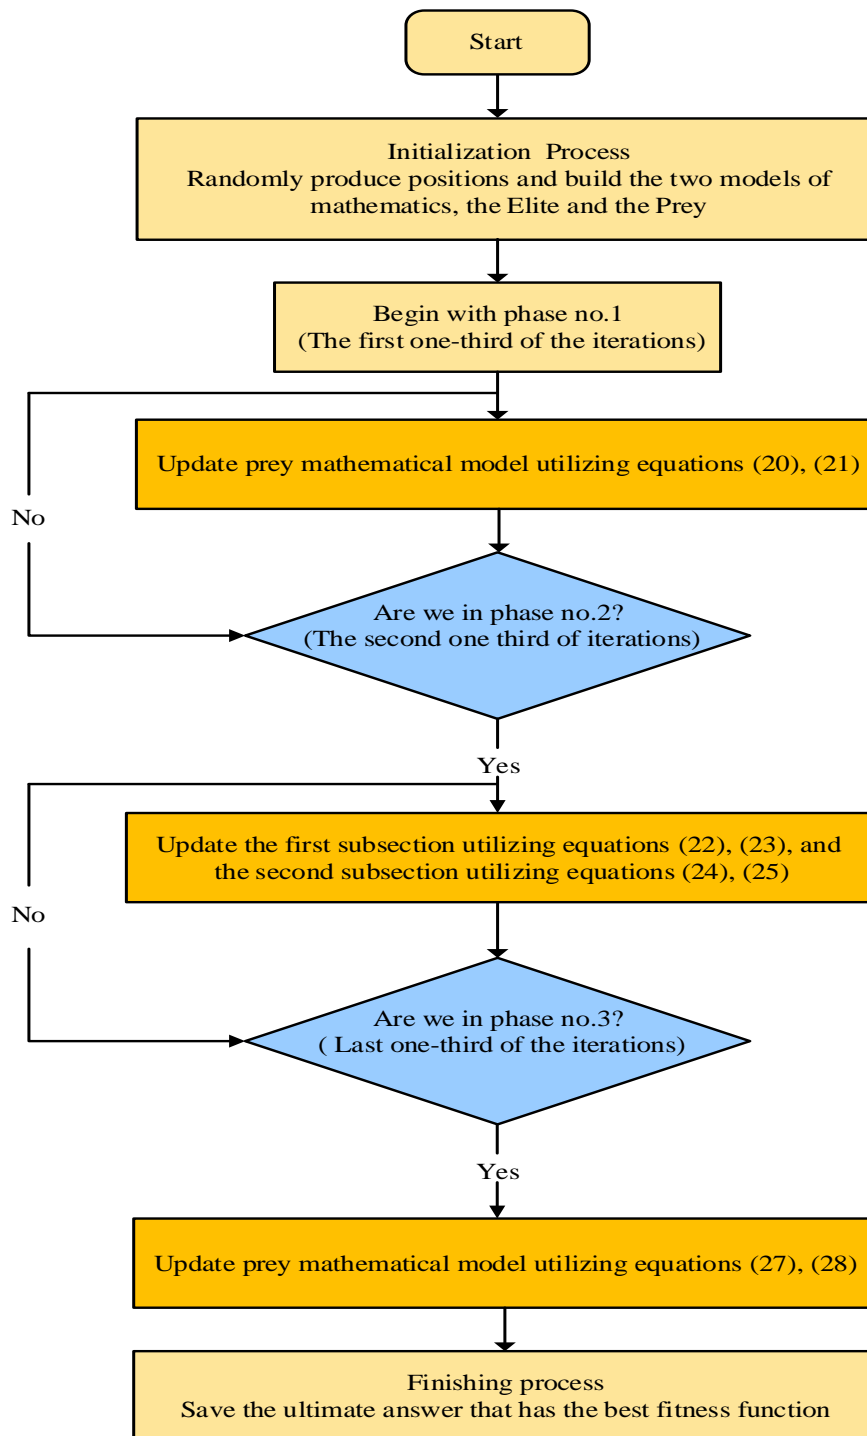 Start
Initialization Process
Randomly produce positions and build the two models of
mathematics, the Elite and the Prey
Begin with phase no.1
(The first one-third of the iterations)
Update prey mathematical model utilizing equations (20), (21)
No
Are we in phase no.2?
(The second one third of iterations)
Yes
Update the first subsection utilizing equations (22), (23), and
the second subsection utilizing equations (24), (25)
No
Are we in phase no.3?
( Last one-third of the iterations)
Yes
Update prey mathematical model utilizing equations (27), (28)
Finishing process
Save the ultimate answer that has the best fitness function